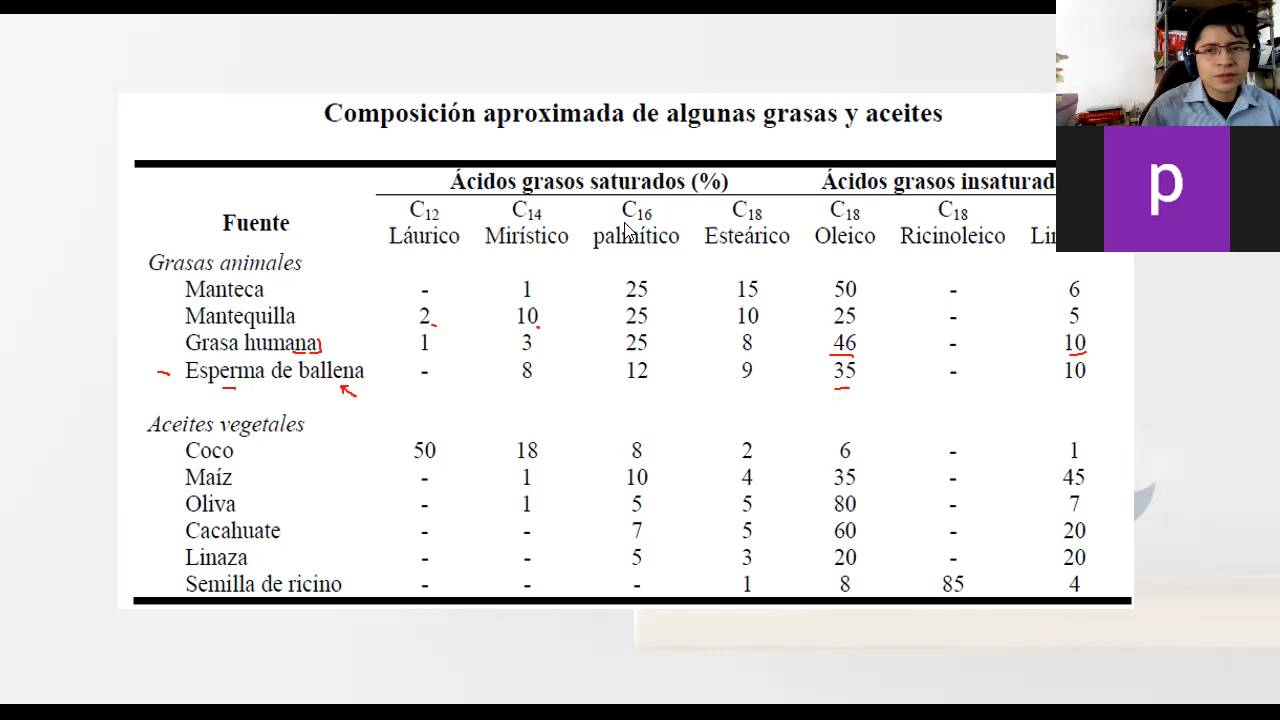 Composición aproximada de algunas grasas y aceites
Ácidos grasos saturados (%) Ácidos grasos insaturad
Fuente
C12 C14 C16 C18 C18 C18
Láurico Mirístico palmítico Esteárico Oleico Ricinoleico
Grasas animales
Manteca - 1 25 15 50 - 6
Mantequilla 2 10 25 10 25 - 5
Grasa humana 1 3 25 8 46 - 10
Esperma de ballena - 8 12 9 35 - 10
Aceites vegetales
Coco 50 18 8 2 6 - 1
Maíz - 1 10 4 35 - 45
Oliva - 1 5 5 80 - 7
Cacahuate - - 7 5 60 - 20
Linaza - - 5 3 20 - 20
Semilla de ricino - - - 1 8 85 4
p